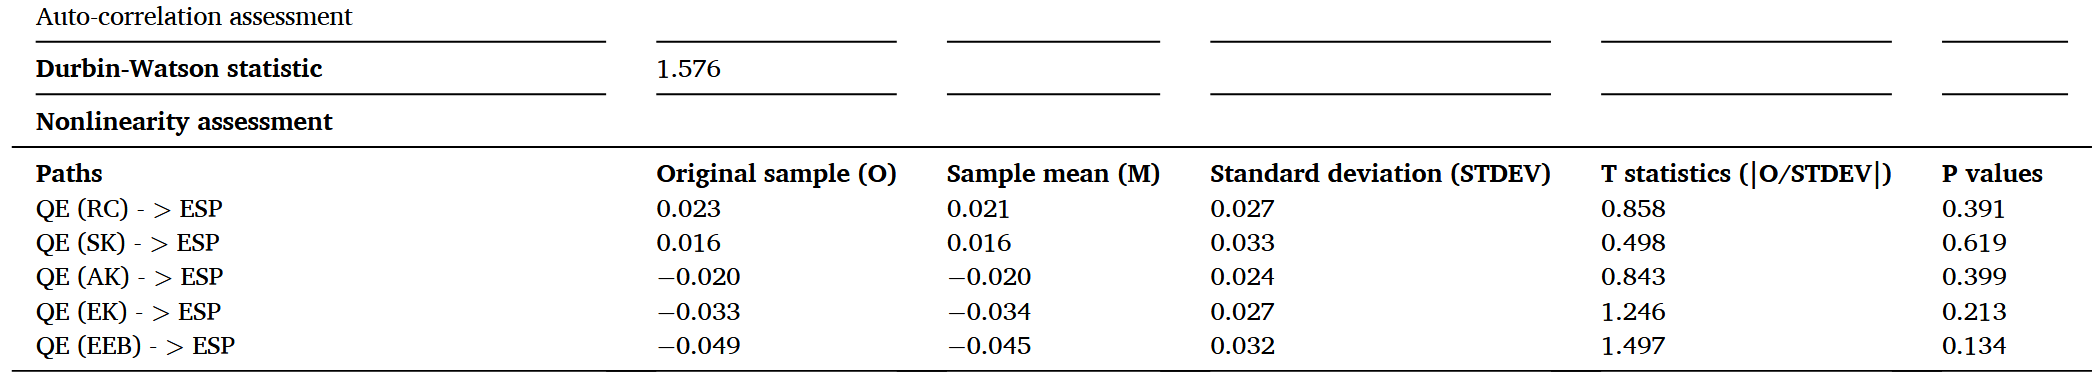 Auto-correlation assessment
Durbin-Watson statistic 1.576
Nonlinearity assessment
Paths Original sample (O) Sample mean (M) Standard deviation (STDEV) T statistics (|O/STDEV|) P values
QE (RC) - > ESP 0.023 0.021 0.027 0.858 0.391
QE (SK) - > ESP 0.016 0.016 0.033 0.498 0.619
QE (AK) - > ESP −0.020 −0.020 0.024 0.843 0.399
QE (EK) - > ESP −0.033 −0.034 0.027 1.246 0.213
QE (EEB) - > ESP −0.049 −0.045 0.032 1.497 0.134